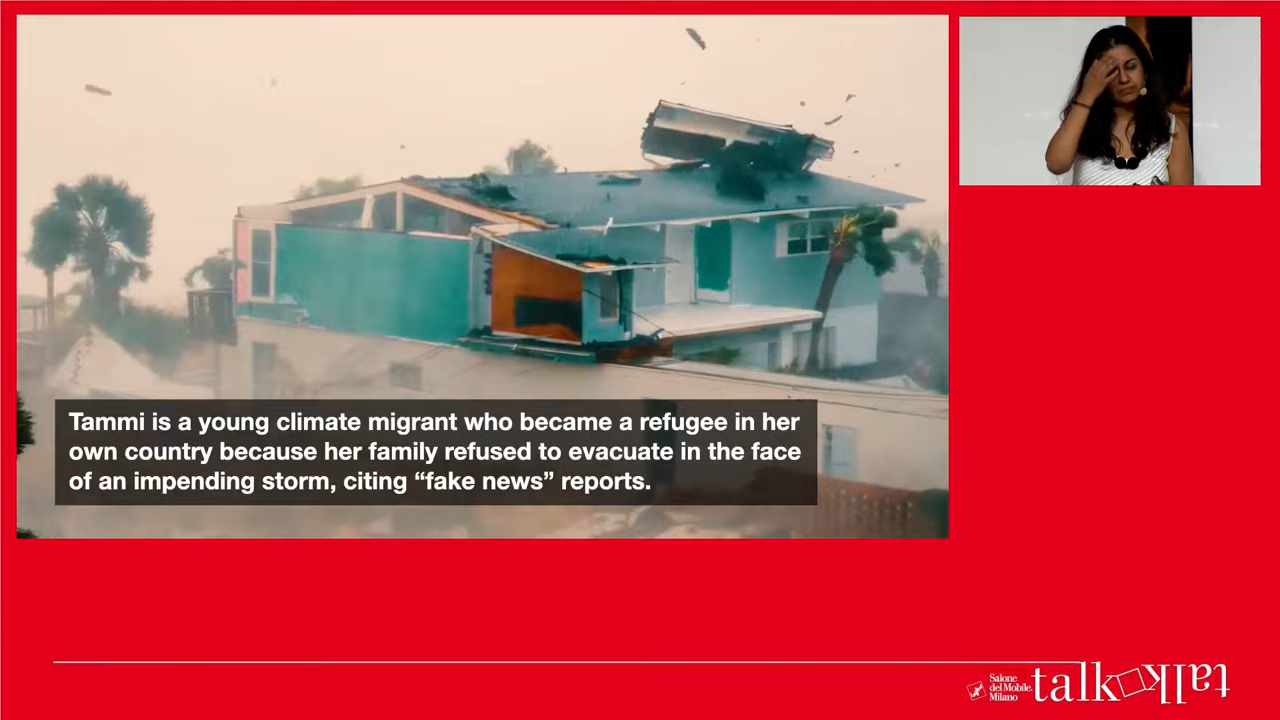 Tammi is a young climate migrant who became a refugee in her
own country because her family refused to evacuate in the face
of an impending storm, citing “fake news” reports.
Salone
del Mobile.
Milano
talk
talk